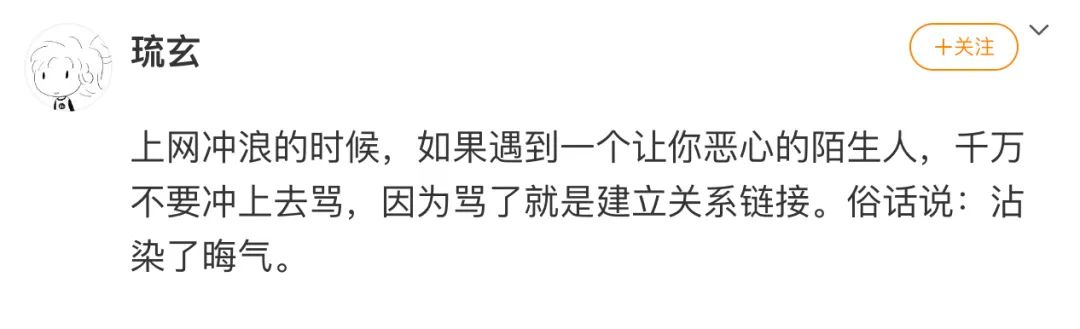 琉玄
+关注
上网冲浪的时候，如果遇到一个让你恶心的陌生人，千万
不要冲上去骂，因为骂了就是建立关系链接。俗话说：沾
染了晦气。